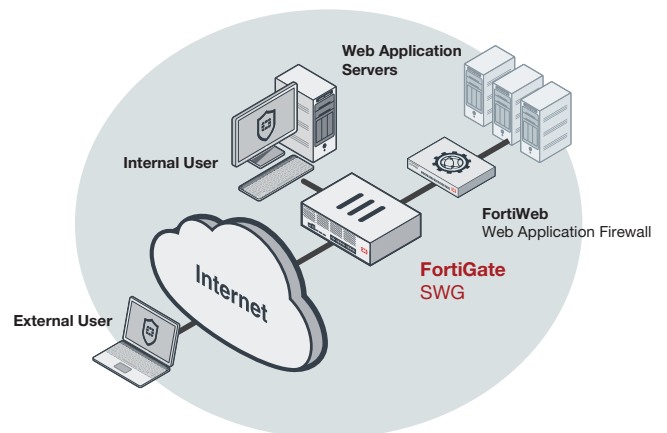 Web Application
Servers
Internal User
FortiWeb
Web Application Firewall
FortiGate
SWG
Internet
External User